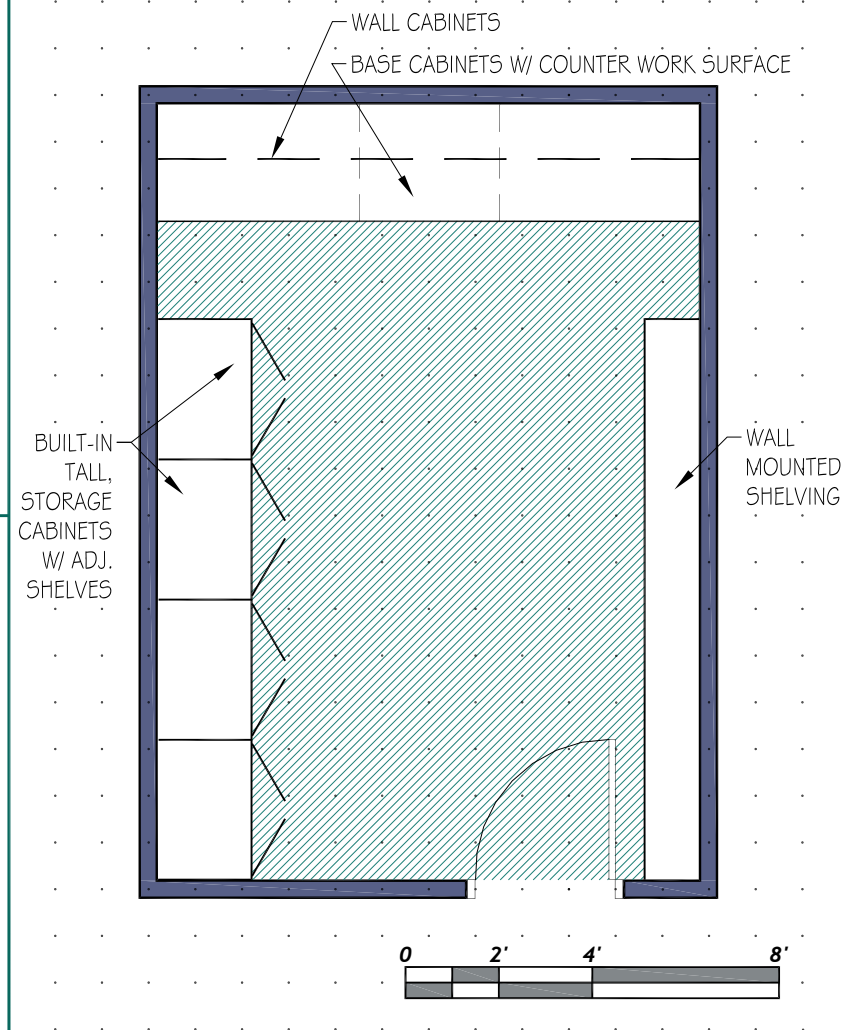 WALL CABINETS
BASE CABINETS W/ COUNTER WORK SURFACE
BUILT-IN
TALL,
STORAGE
CABINETS
W/ ADJ.
SHELVES
WALL
MOUNTED
SHELVING
0 2' 4' 8'